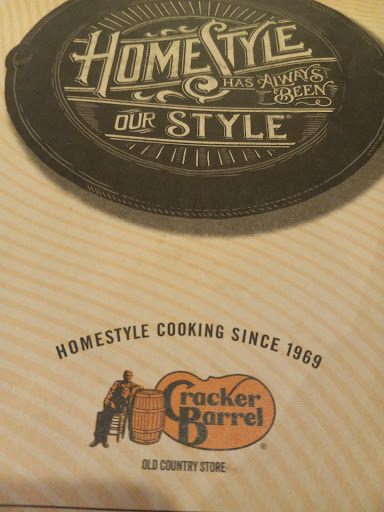 HOMESTYLE
HAS ALWAYS
BEEN
OUR STYLE®
HOMESTYLE COOKING SINCE 1969
Cracker
Barrel®
OLD COUNTRY STORE